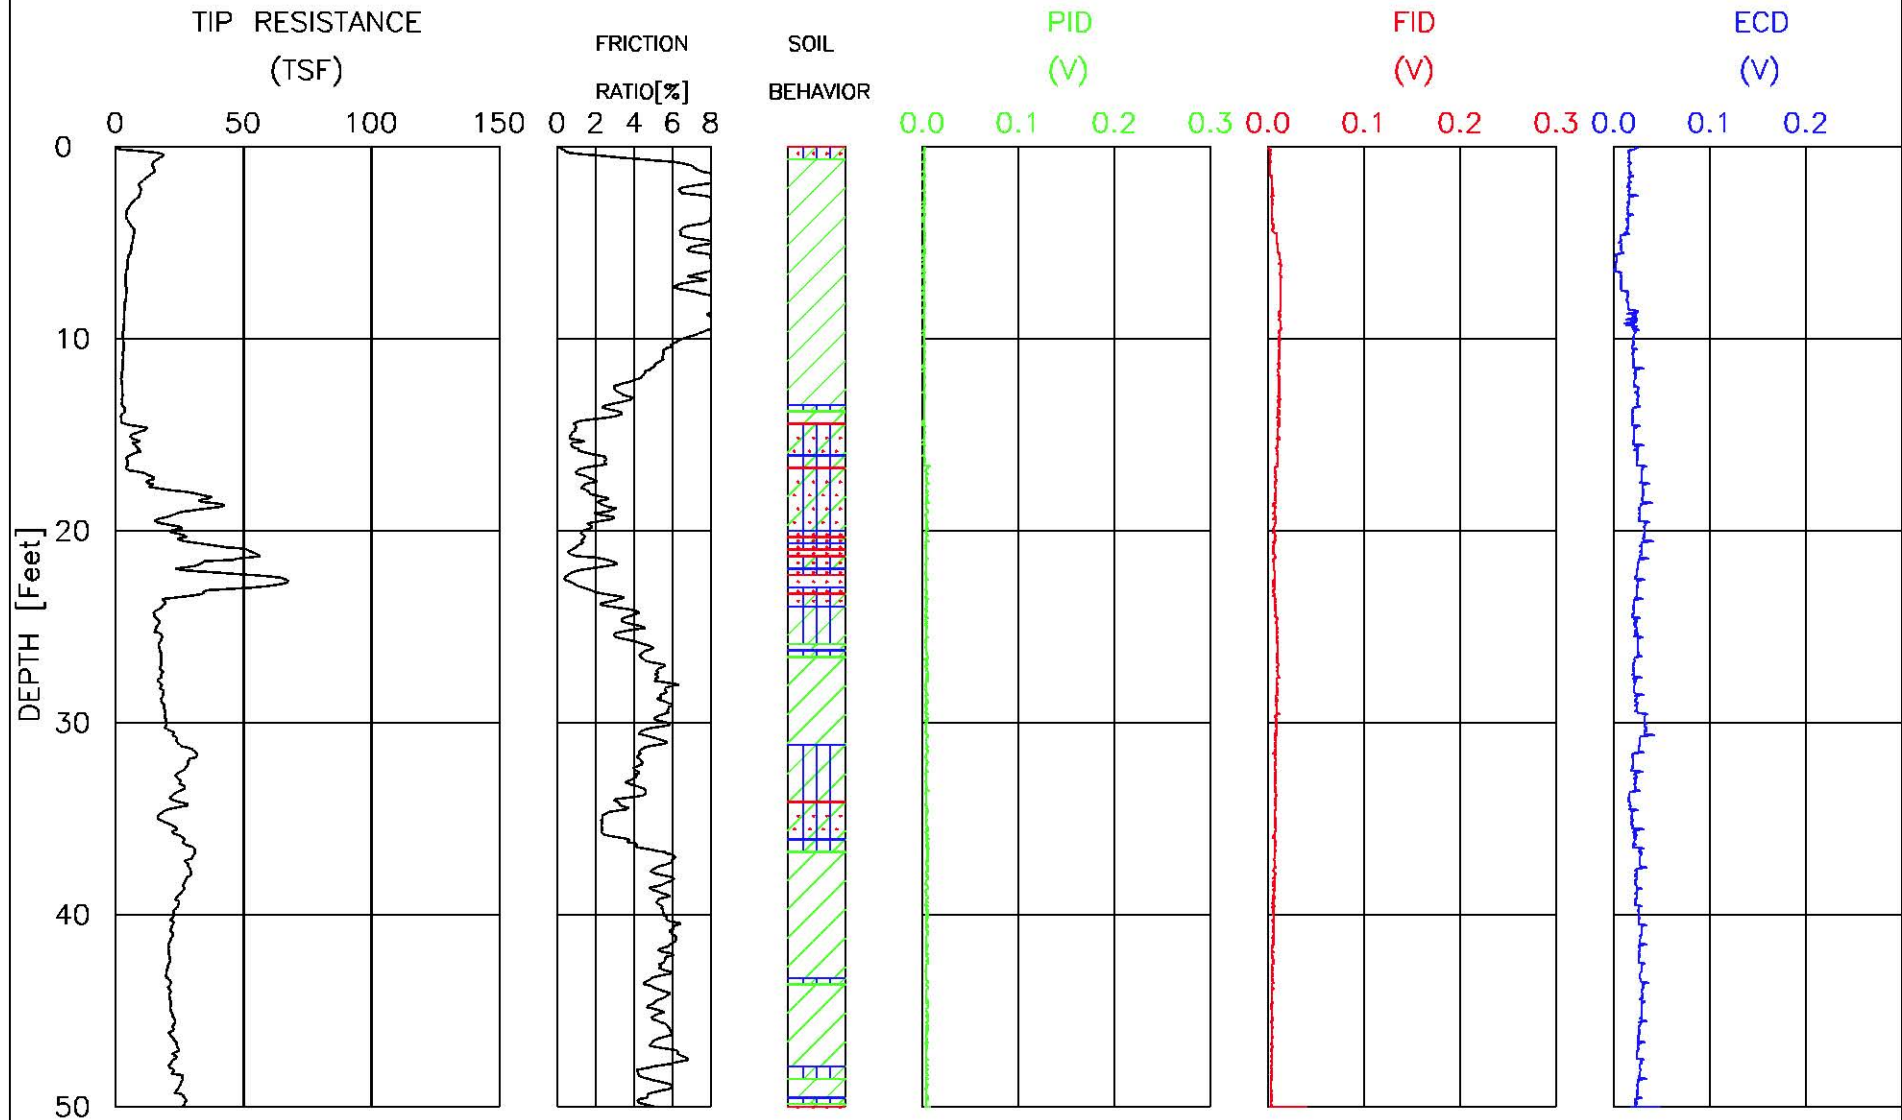 TIP RESISTANCE
(TSF)
0 50 100 150
FRICTION
RATIO[%]
0 2 4 6 8
SOIL
BEHAVIOR
PID
(V)
0.0 0.1 0.2 0.3
FID
(V)
0.0 0.1 0.2 0.3
ECD
(V)
0.0 0.1 0.2
DEPTH [Feet]
0
10
20
30
40
50